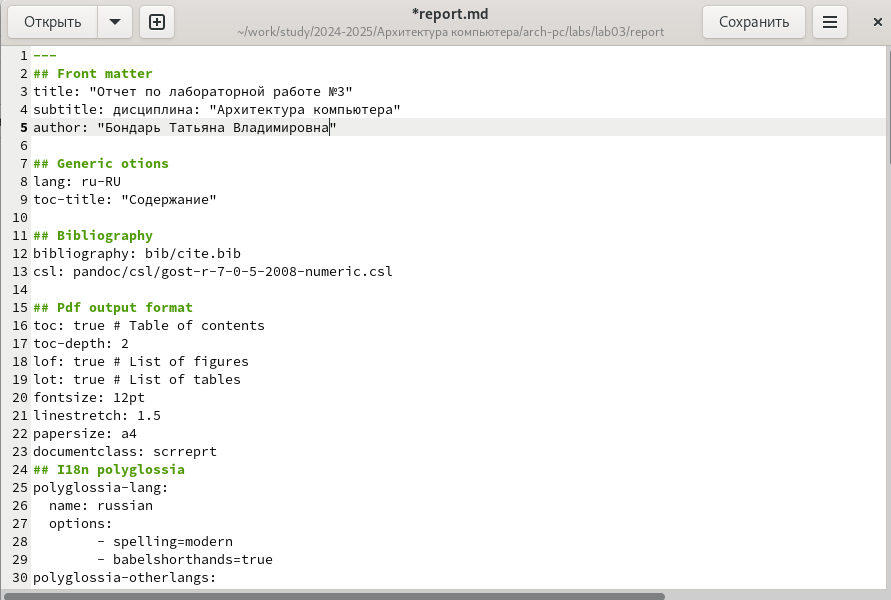 Открыть
*report.md
~/work/study/2024-2025/Архитектура компьютера/arch-pc/labs/lab03/report
Сохранить
1 ---
2 ## Front matter
3 title: "Отчет по лабораторной работе №3"
4 subtitle: дисциплина: "Архитектура компьютера"
5 author: "Бондарь Татьяна Владимировна"
6
7 ## Generic otions
8 lang: ru-RU
9 toc-title: "Содержание"
10
11 ## Bibliography
12 bibliography: bib/cite.bib
13 csl: pandoc/csl/gost-r-7-0-5-2008-numeric.csl
14
15 ## Pdf output format
16 toc: true # Table of contents
17 toc-depth: 2
18 lof: true # List of figures
19 lot: true # List of tables
20 fontsize: 12pt
21 linestretch: 1.5
22 papersize: a4
23 documentclass: scrreprt
24 ## I18n polyglossia
25 polyglossia-lang:
26   name: russian
27   options:
28         - spelling=modern
29         - babelshorthands=true
30 polyglossia-otherlangs: